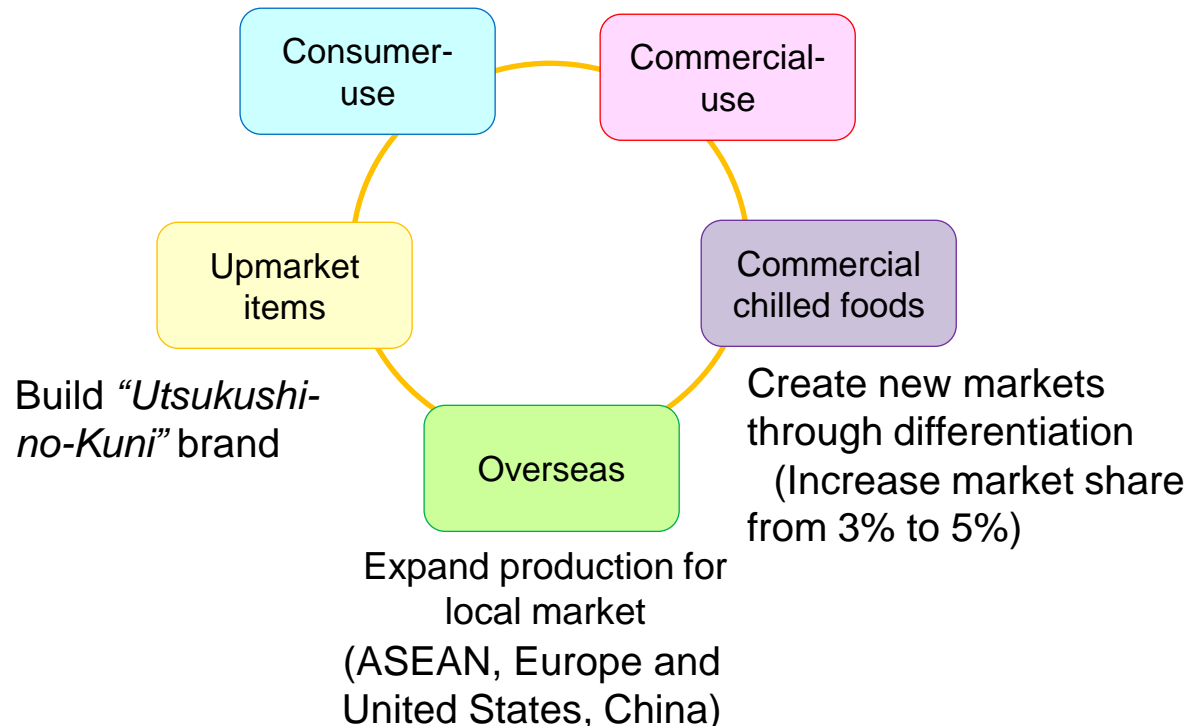 Consumer-
use
Commercial-
use
Upmarket
items
Commercial
chilled foods
Build “Utsukushi-
no-Kuni” brand
Overseas
Create new markets
through differentiation
(Increase market share
from 3% to 5%)
Expand production for
local market
(ASEAN, Europe and
United States, China)